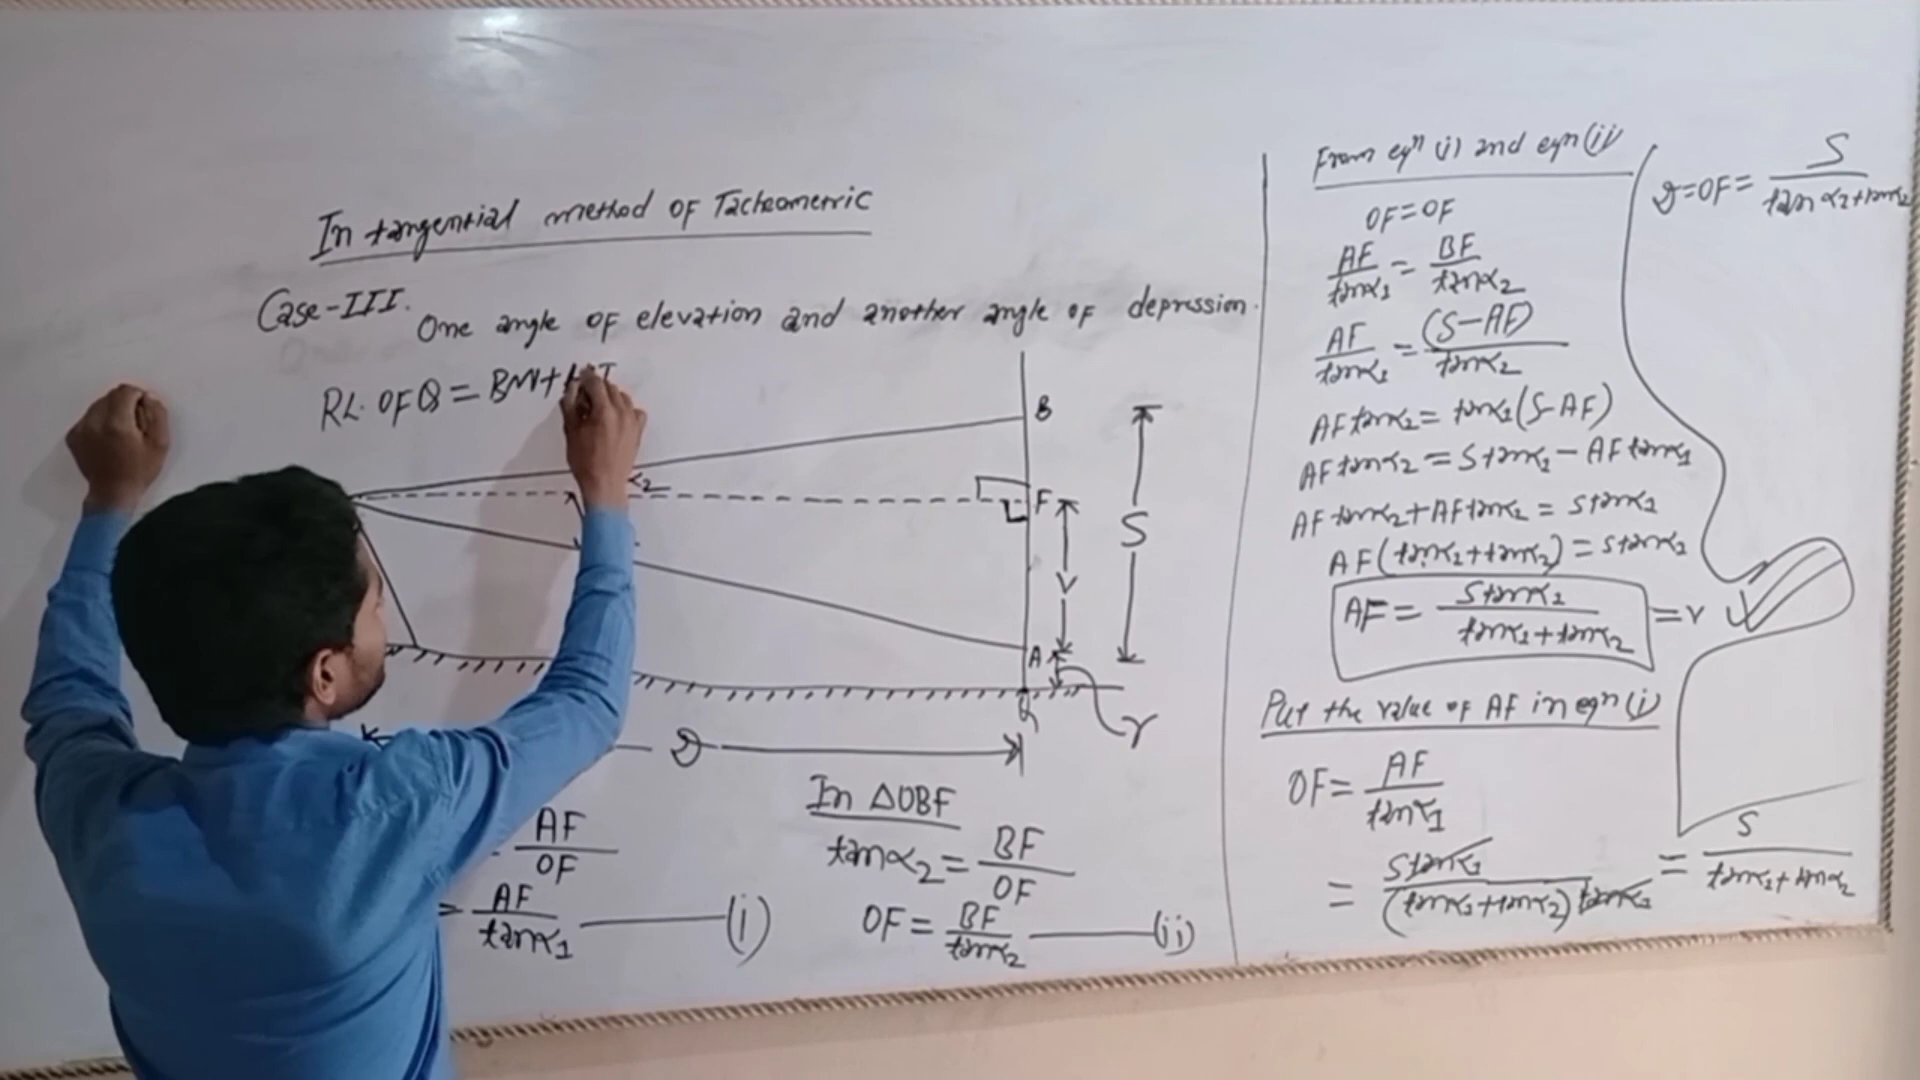 In tangential method OF Tacheometric
Case-III. One angle OF elevation and another angle OF depression.
RL. OF Q = BM+
B
α2
F
S
V
A
Q
r
D
AF
OF
= AF/tanα1 (i)
In ΔOBF
tanα2 = BF/OF
OF = BF/tanα2 (ii)
From eqn (i) and eqn (ii)
OF = OF
AF/tanα1 = BF/tanα2
AF/tanα1 = (S-AF)/tanα2
AF tanα2 = tanα1 (S-AF)
AF tanα2 = S tanα1 - AF tanα1
AF tanα2 + AF tanα1 = S tanα1
AF (tanα1 + tanα2) = S tanα1
AF = S tanα1/(tanα1 + tanα2) = V
Put the value of AF in eqn (i)
OF = AF/tanα1
= S tanα1/((tanα1 + tanα2) tanα1) = S/(tanα1 + tanα2)
D = OF = S/(tanα1 + tanα2)